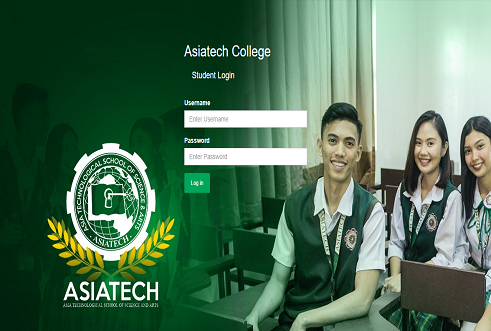 Asiatech College
Student Login
Username
Enter Username
Password
Enter Password
Log in
ASIA TECHNOLOGICAL SCHOOL OF SCIENCE & ARTS
- ASIATECH -
ASIATECH
ASIA TECHNOLOGICAL SCHOOL OF SCIENCE AND ARTS